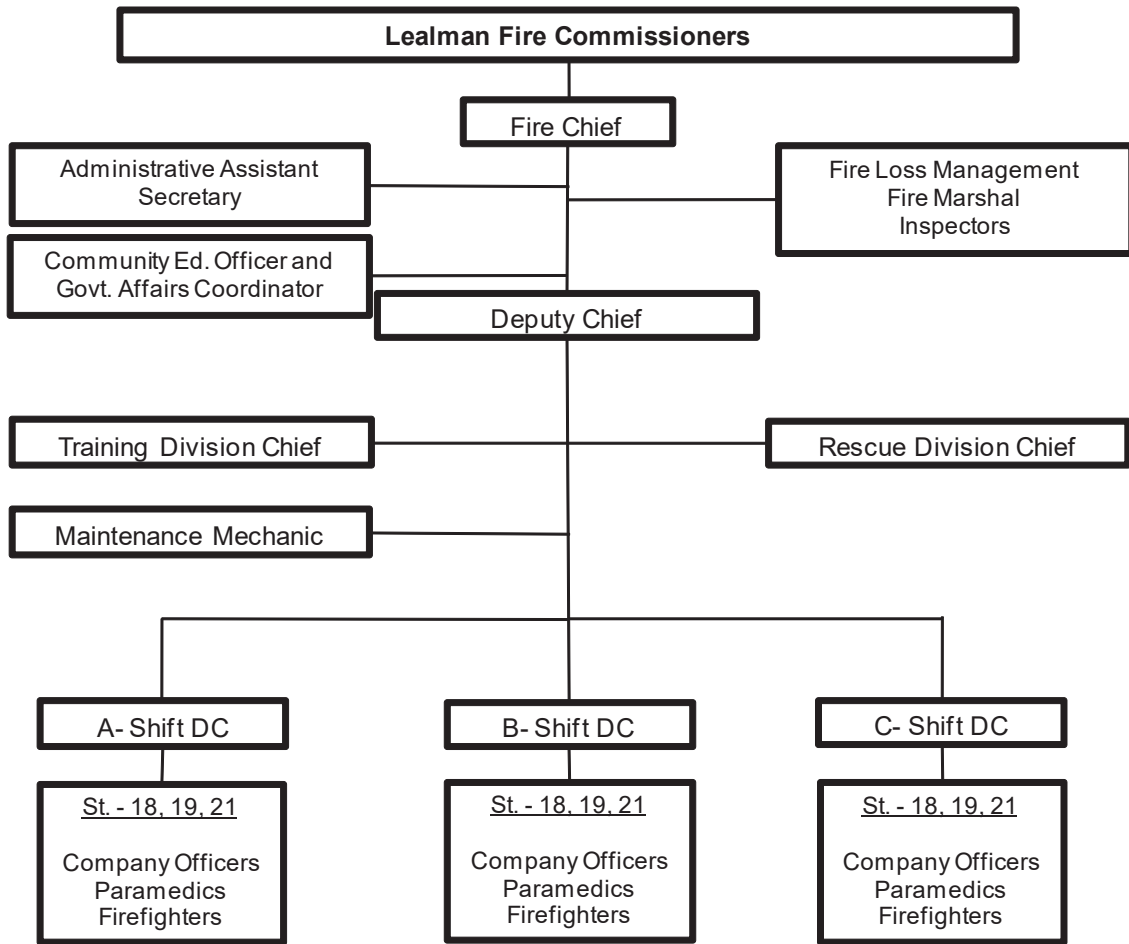 Lealman Fire Commissioners
Fire Chief
Administrative Assistant
Secretary
Fire Loss Management
Fire Marshal
Inspectors
Community Ed. Officer and
Govt. Affairs Coordinator
Deputy Chief
Training Division Chief
Rescue Division Chief
Maintenance Mechanic
A- Shift DC
B- Shift DC
C- Shift DC
St. - 18, 19, 21
Company Officers
Paramedics
Firefighters
St. - 18, 19, 21
Company Officers
Paramedics
Firefighters
St. - 18, 19, 21
Company Officers
Paramedics
Firefighters